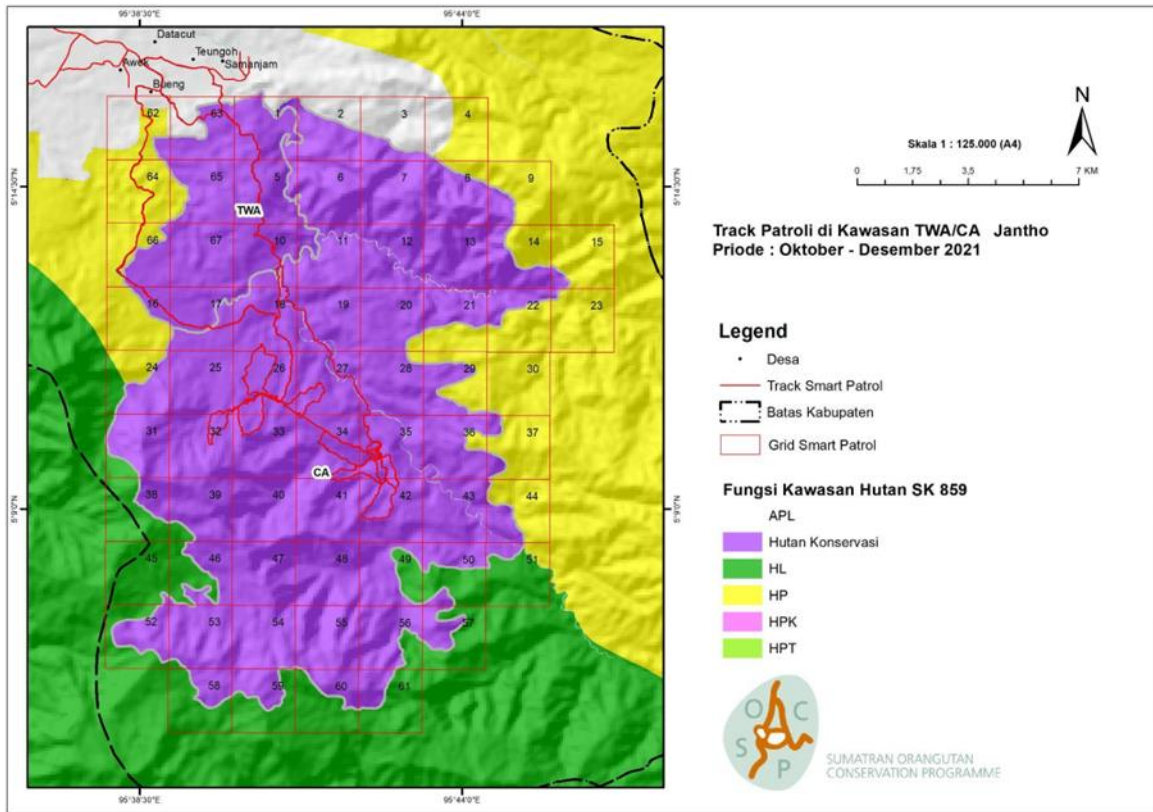 95°38'30"E
95°44'0"E
Datacut
Teungoh
Samanjam
Awek
Bueng
62
63
1
2
3
4
64
65
5
6
7
8
9
TWA
66
67
10
11
12
13
14
15
16
17
18
19
20
21
22
23
24
25
26
27
28
29
30
31
32
33
34
35
36
37
CA
38
39
40
41
42
43
44
45
46
47
48
49
50
51
52
53
54
55
56
57
58
59
60
61
5°14'30"N
5°14'30"N
5°9'0"N
5°9'0"N
95°38'30"E
95°44'0"E
N
Skala 1 : 125.000 (A4)
0 1,75 3,5 7 KM
Track Patroli di Kawasan TWA/CA Jantho
Priode : Oktober - Desember 2021
Legend
Desa
Track Smart Patrol
Batas Kabupaten
Grid Smart Patrol
Fungsi Kawasan Hutan SK 859
APL
Hutan Konservasi
HL
HP
HPK
HPT
O C
S P
SUMATRAN ORANGUTAN
CONSERVATION PROGRAMME